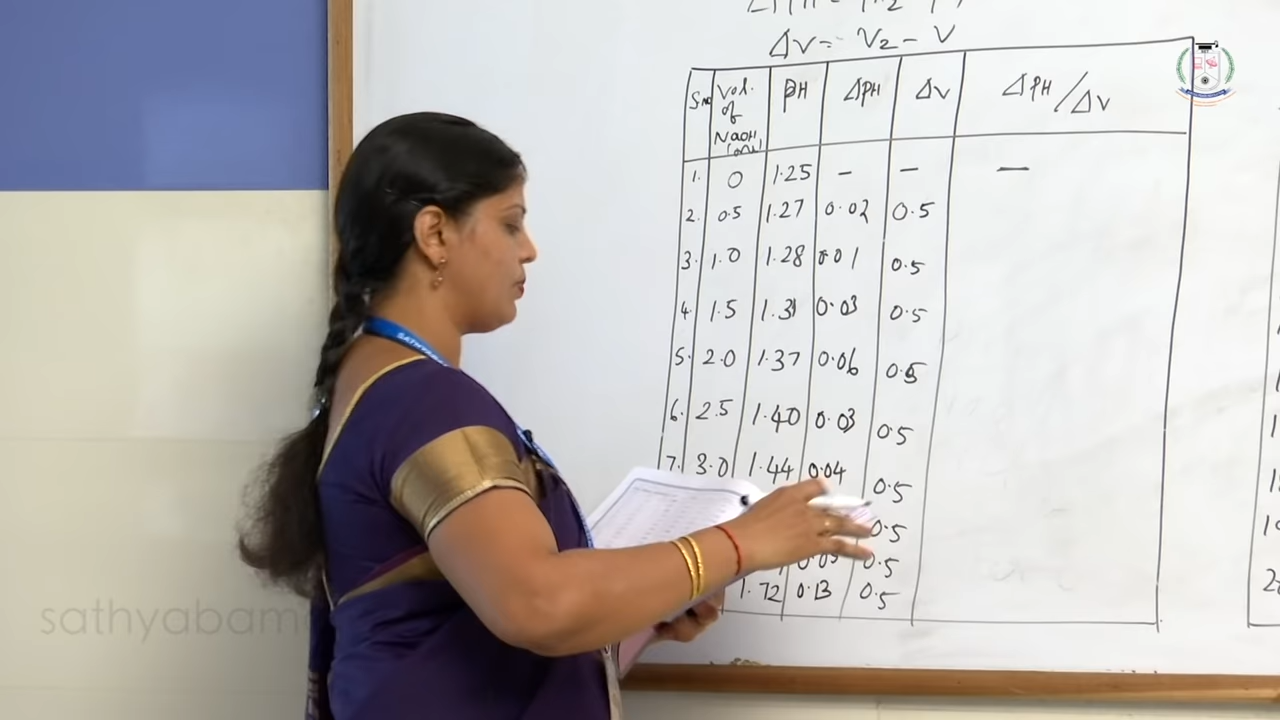 ΔV = V2 - V
S.no Vol. of NaOH (ml) PH ΔPH ΔV ΔPH/ΔV
1. 0 1.25 - - -
2. 0.5 1.27 0.02 0.5
3. 1.0 1.28 0.01 0.5
4. 1.5 1.31 0.03 0.5
5. 2.0 1.37 0.06 0.5
6. 2.5 1.40 0.03 0.5
7. 3.0 1.44 0.04 0.5
0.5
0.5
1.72 0.13 0.5
sathyabama